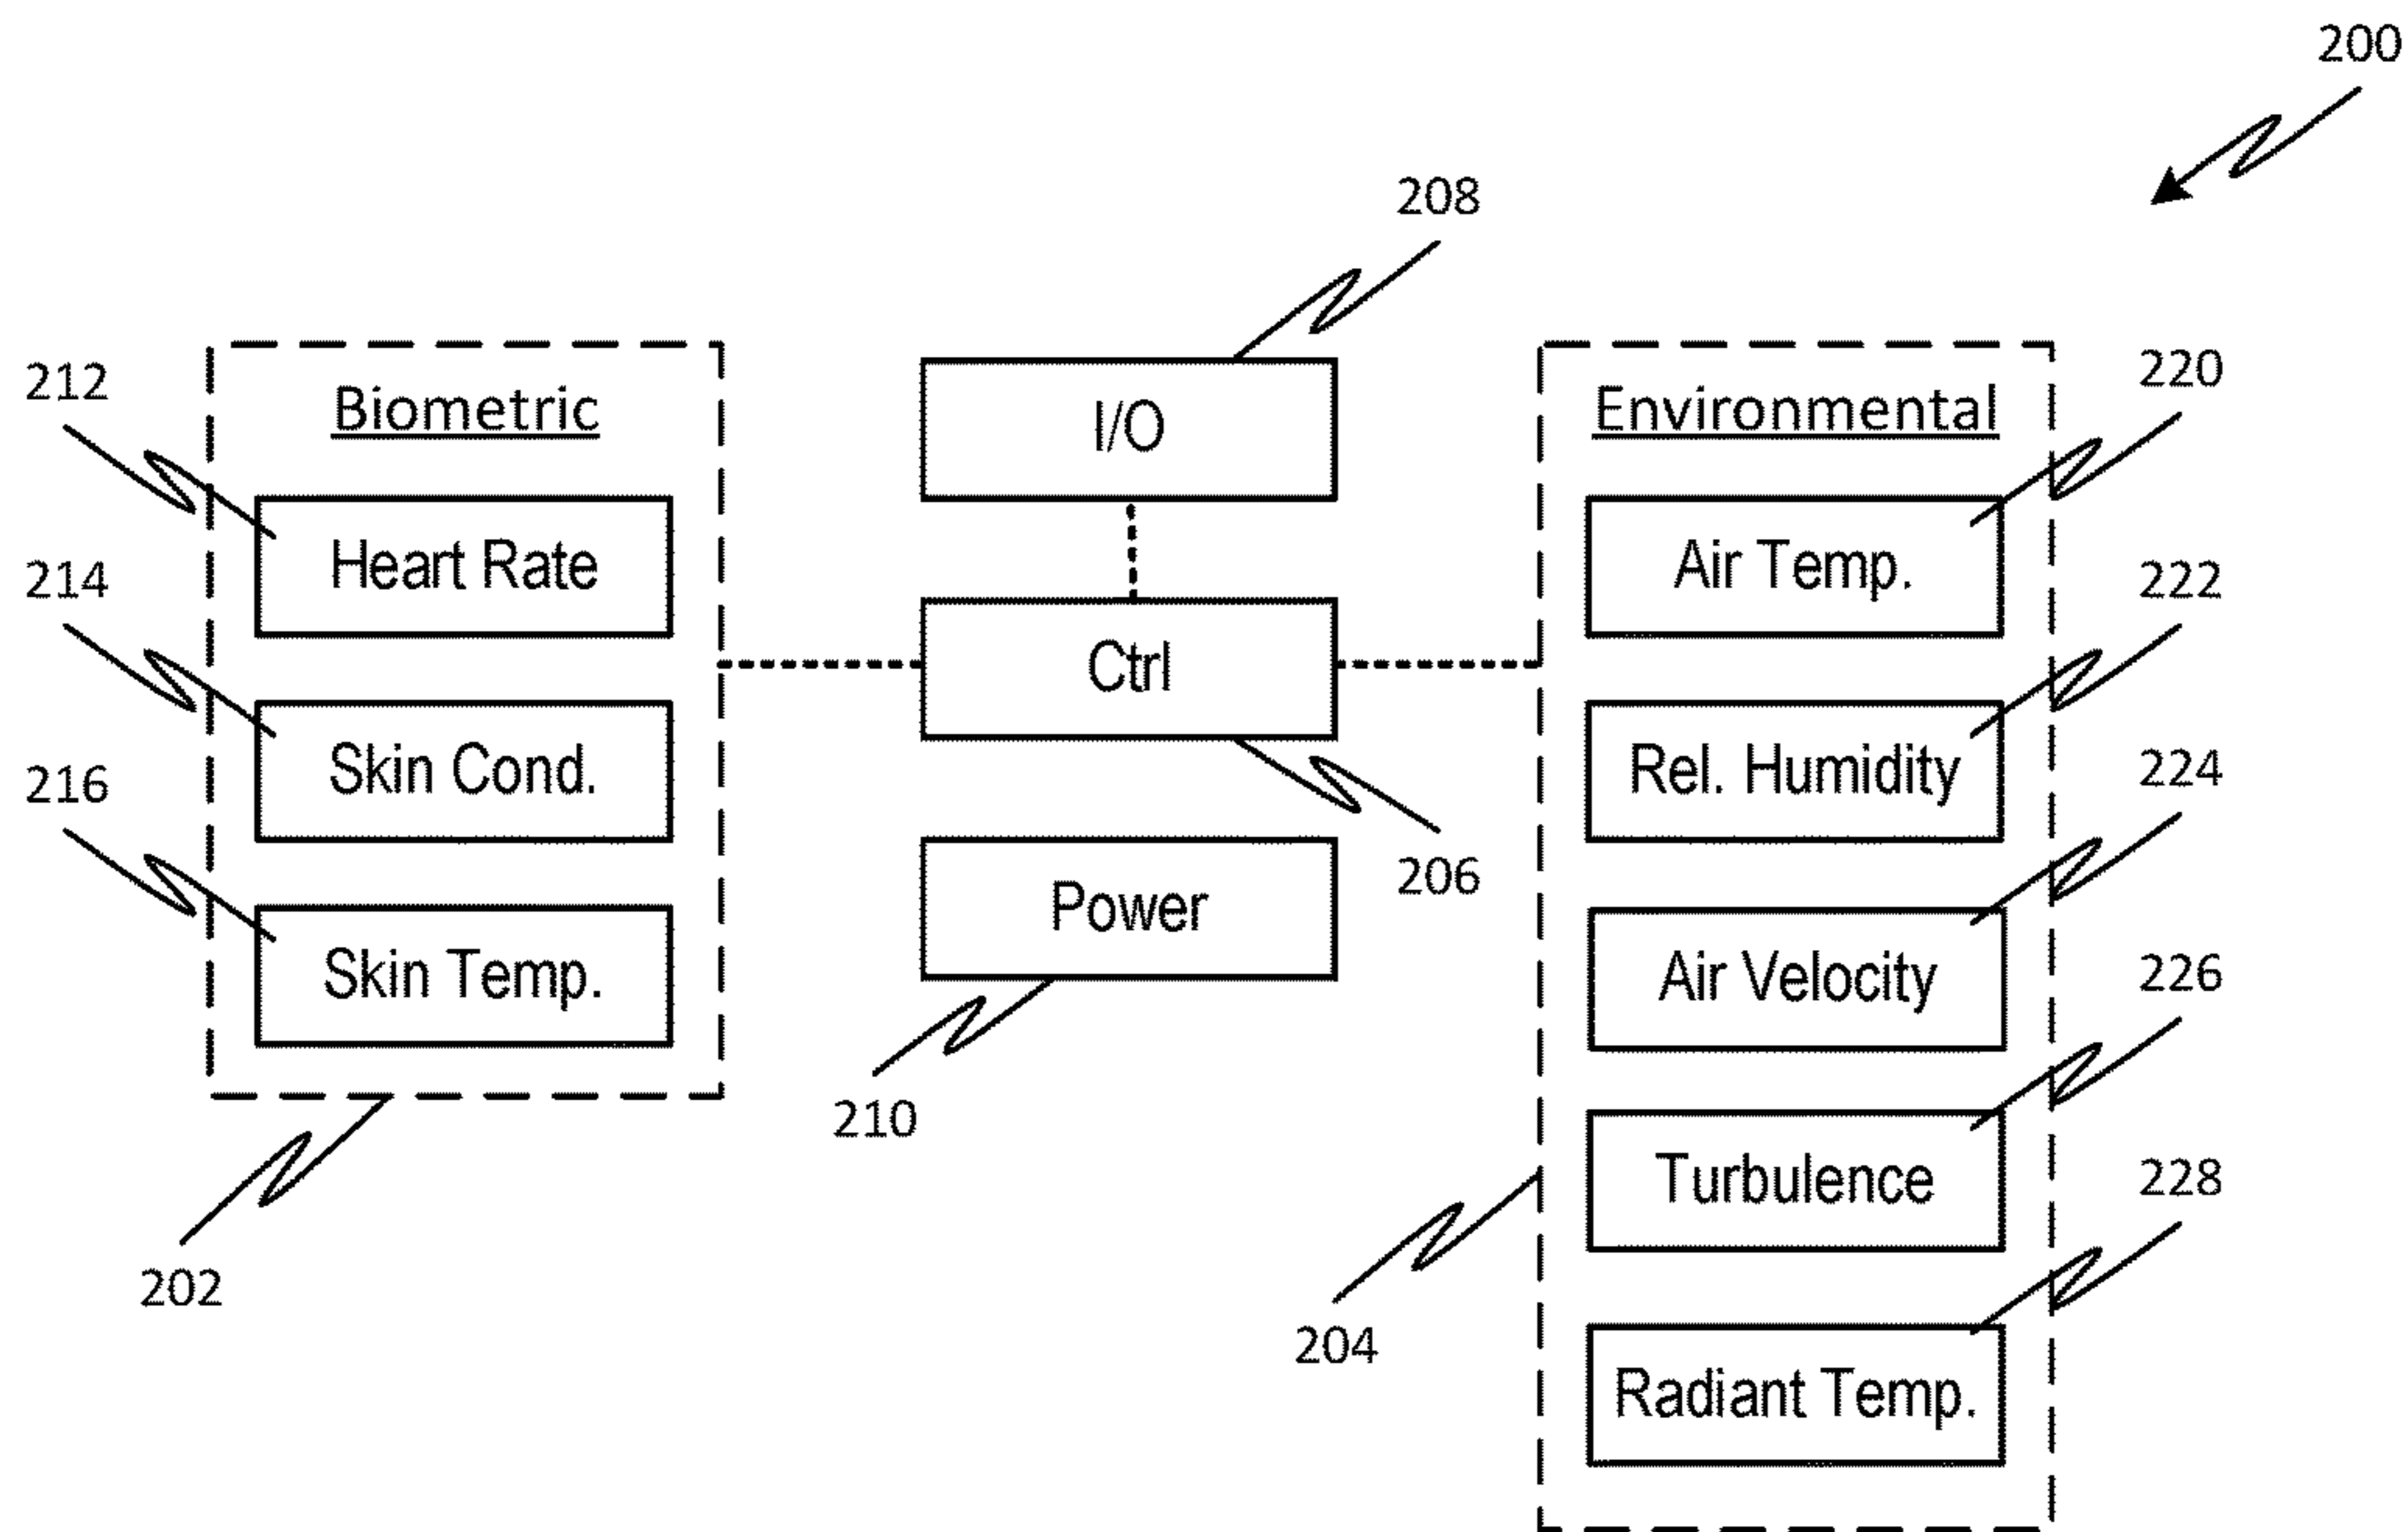 200
208
212
Biometric
I/O
Environmental
220
Heart Rate
Air Temp.
214
222
Ctrl
Skin Cond.
Rel. Humidity
224
216
206
Power
Skin Temp.
Air Velocity
226
210
Turbulence
228
202
204
Radiant Temp.